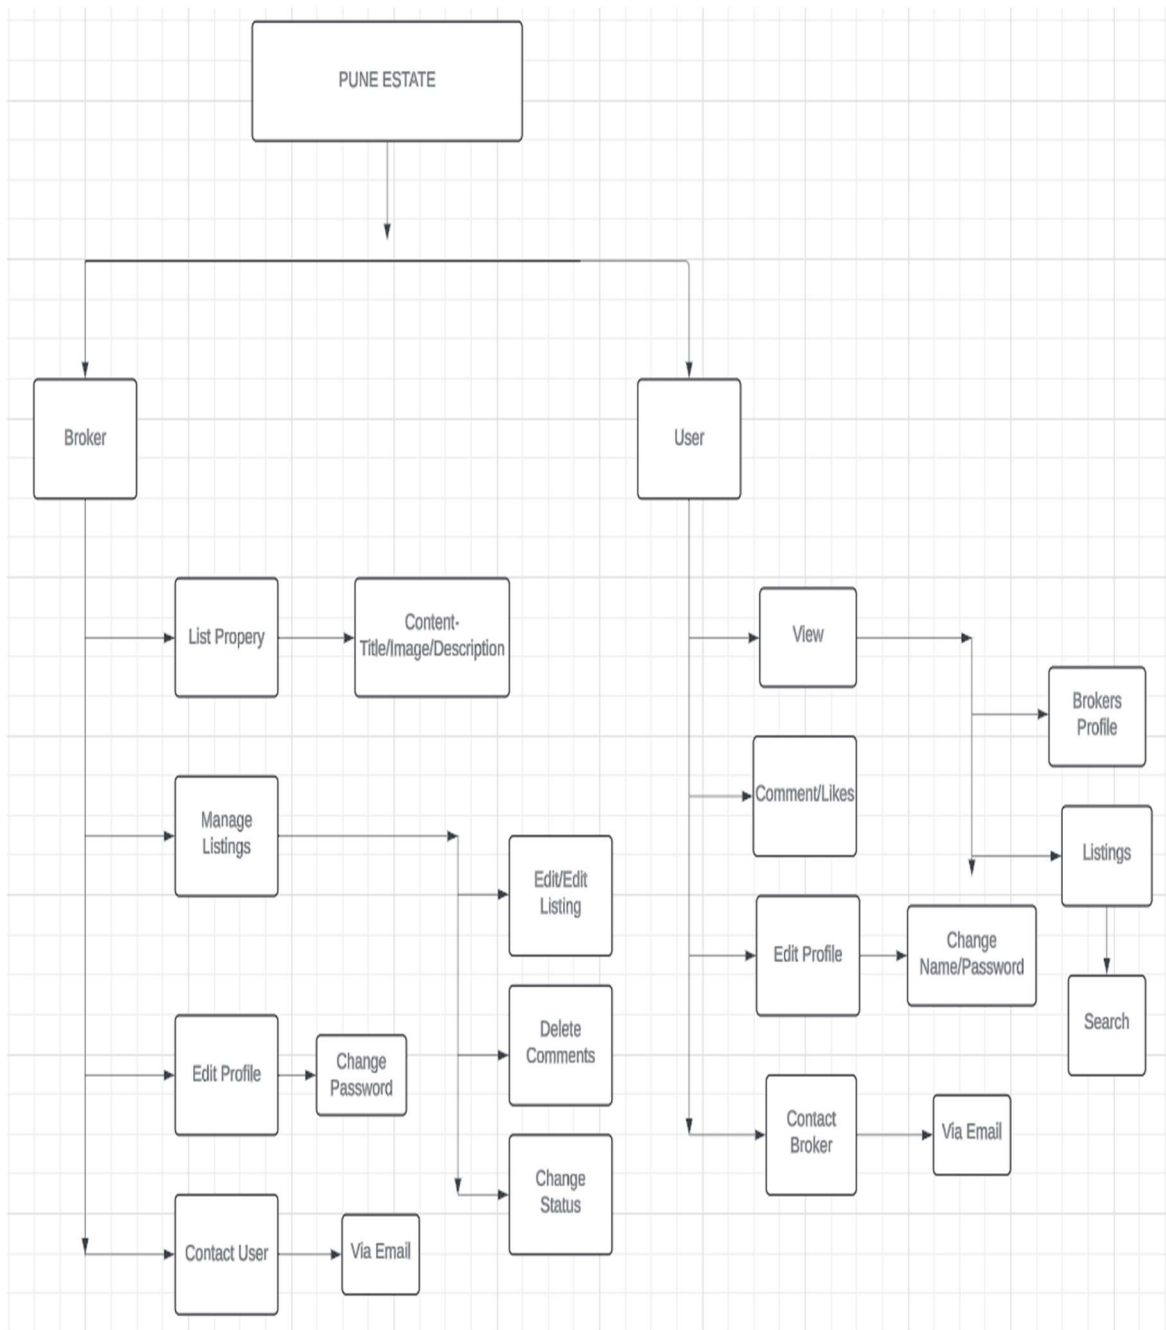 PUNE ESTATE
Broker
User
List Propery
Content-
Title/Image/Description
View
Brokers
Profile
Manage
Listings
Comment/Likes
Edit/Edit
Listing
Listings
Edit Profile
Change
Name/Password
Search
Delete
Comments
Edit Profile
Change
Password
Contact
Broker
Via Email
Change
Status
Contact User
Via Email